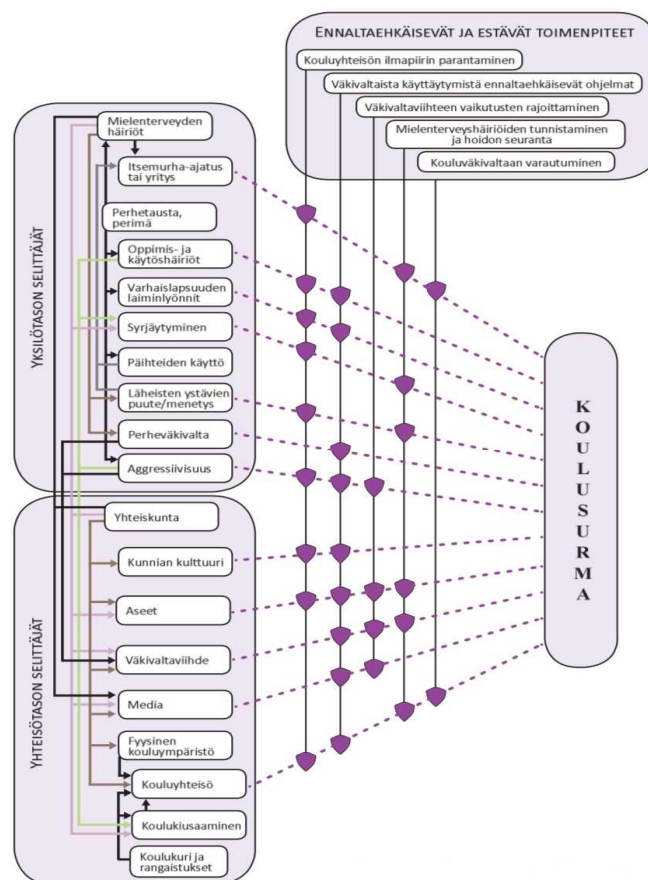 ENNALTAEHKÄISEVÄT JA ESTÄVÄT TOIMENPITEET
Kouluyhteisön ilmapiirin parantaminen
Väkivaltaista käyttäytymistä ennaltaehkäisevät ohjelmat
Väkivaltaviihteen vaikutusten rajoittaminen
Mielenterveyshäiriöiden tunnistaminen
ja hoidon seuranta
Kouluväkivaltaan varautuminen
YKSILÖTASON SELITTÄJÄT
Mielenterveyden
häiriöt
Itsemurha-ajatus
tai yritys
Perhetausta,
perimä
Oppimis- ja
käytöshäiriöt
Varhaislapsuuden
laiminlyönnit
Syrjäytyminen
Päihteiden käyttö
Läheisten ystävien
puute/menetys
Perheväkivalta
Aggressiivisuus
YHTEISÖTASON SELITTÄJÄT
Yhteiskunta
Kunnian kulttuuri
Aseet
Väkivaltaviihde
Media
Fyysinen
kouluympäristö
Kouluyhteisö
Koulukiusaaminen
Koulukuri ja
rangaistukset
KOULUSURMA